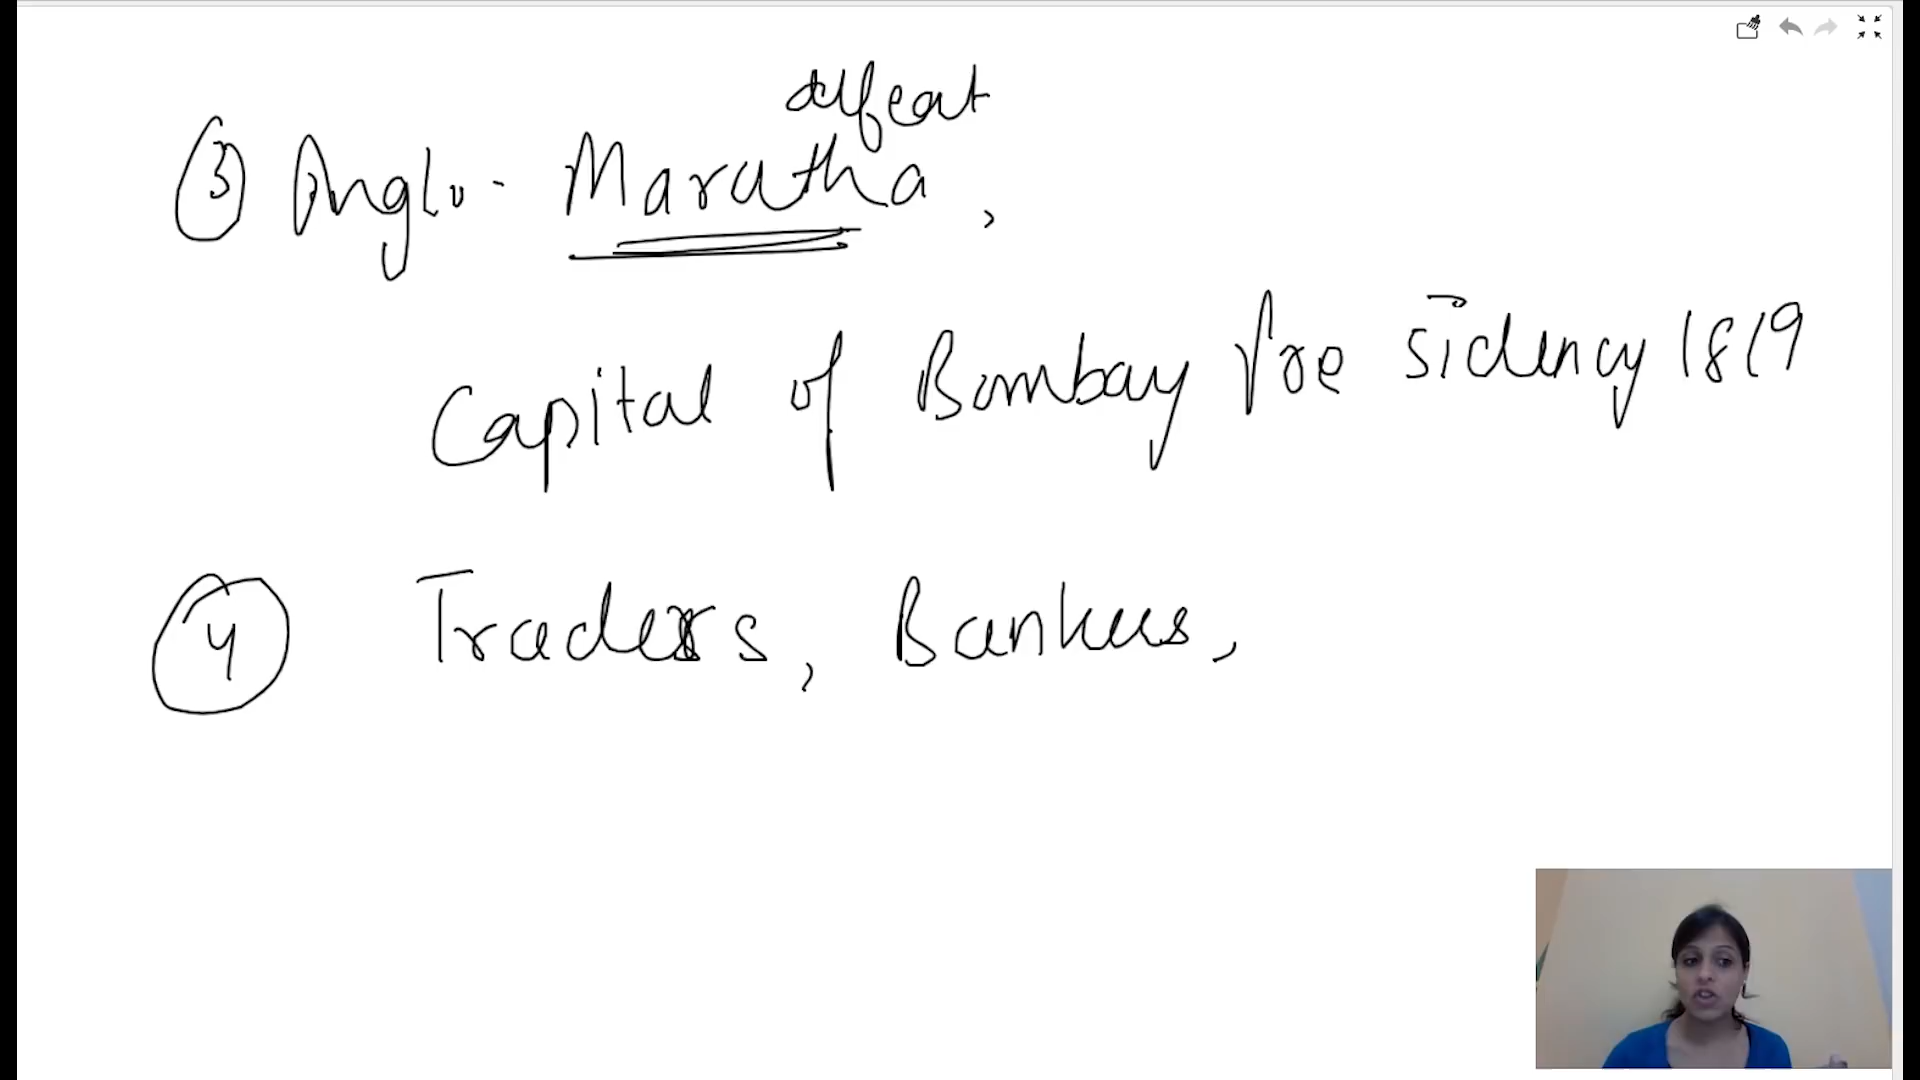 defeat
3 Anglo - Maratha,
Capital of Bombay Presidency 1819
4 Traders, Bankers,